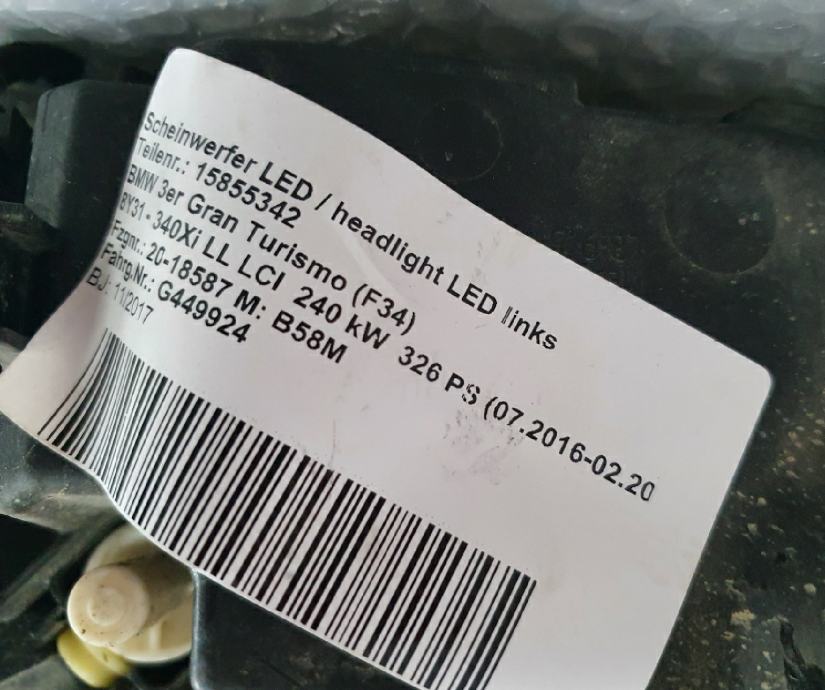 Scheinwerfer LED / headlight LED links
Teilenr.: 15855342
BMW 3er Gran Turismo (F34)
8Y31 - 340Xi LL LCI 240 kW 326 PS (07.2016-02.20
Fzgnr.: 20-18587 M: B58M
Fahrg.Nr.: G449924
BJ: 11/2017